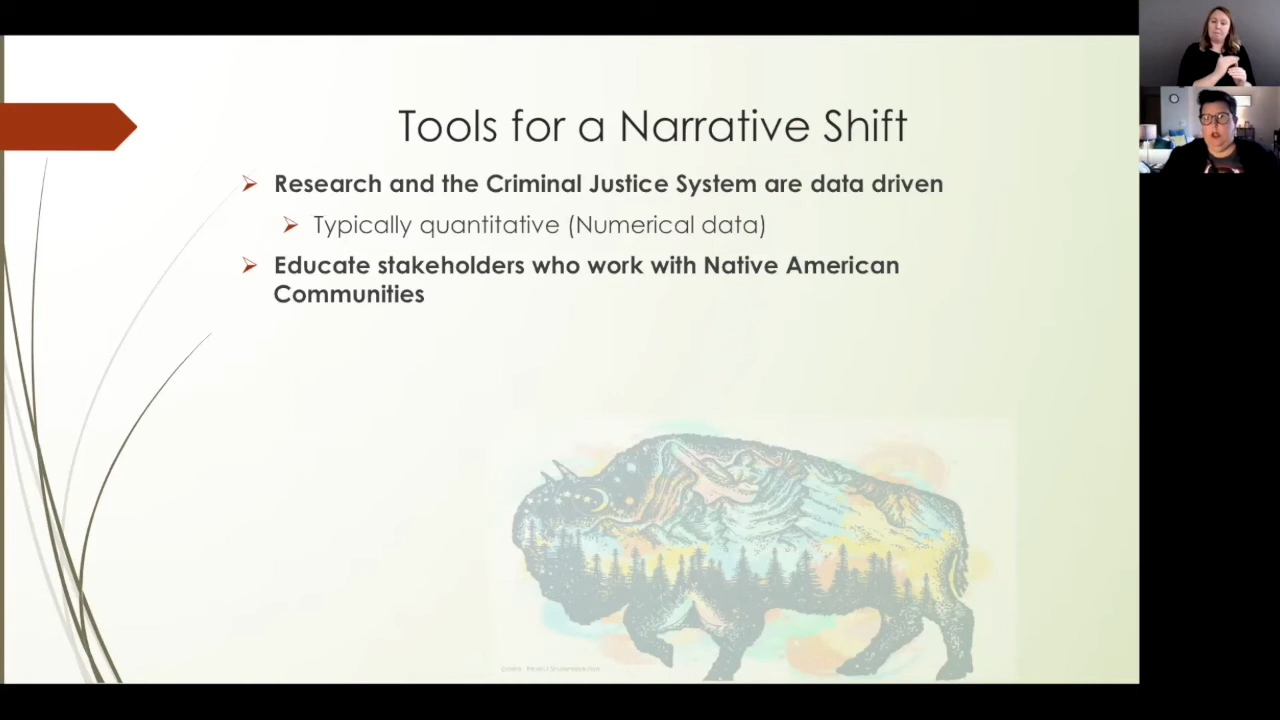 Tools for a Narrative Shift
Research and the Criminal Justice System are data driven
Typically quantitative (Numerical data)
Educate stakeholders who work with Native American
Communities